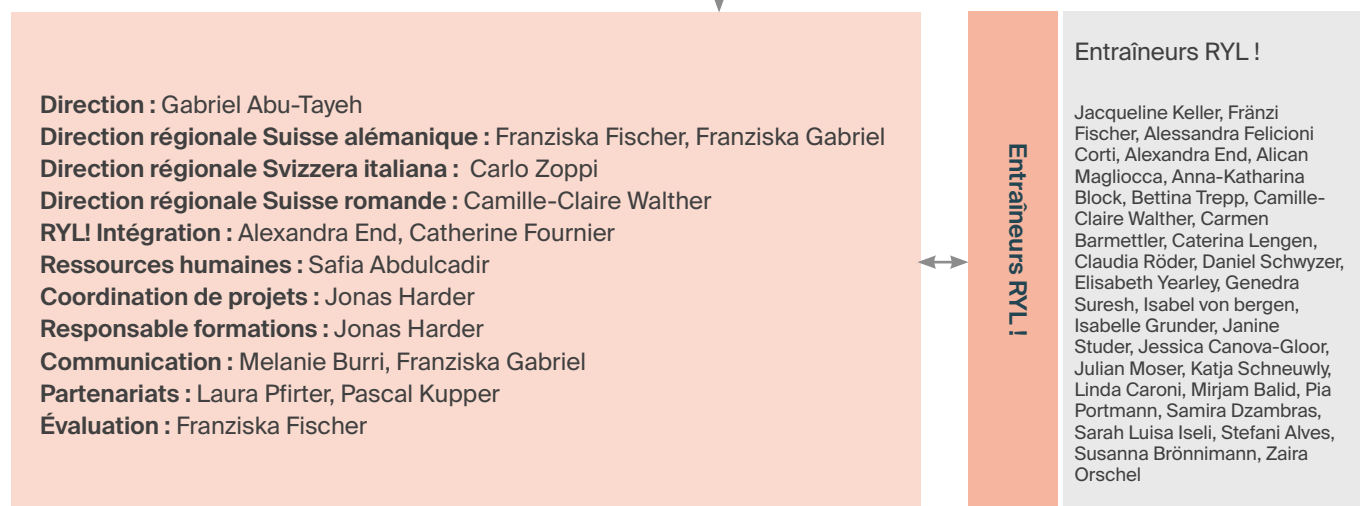 Direction : Gabriel Abu-Tayeh
Direction régionale Suisse alémanique : Franziska Fischer, Franziska Gabriel
Direction régionale Svizzera italiana : Carlo Zoppi
Direction régionale Suisse romande : Camille-Claire Walther
RYL! Intégration : Alexandra End, Catherine Fournier
Ressources humaines : Safia Abdulcadir
Coordination de projets : Jonas Harder
Responsable formations : Jonas Harder
Communication : Melanie Burri, Franziska Gabriel
Partenariats : Laura Pfirter, Pascal Kupper
Évaluation : Franziska Fischer
Entraîneurs RYL !
Entraîneurs RYL !
Jacqueline Keller, Fränzi
Fischer, Alessandra Felicioni
Corti, Alexandra End, Alican
Magliocca, Anna-Katharina
Block, Bettina Trepp, Camille-
Claire Walther, Carmen
Barmettler, Caterina Lengen,
Claudia Röder, Daniel Schwyzer,
Elisabeth Yearley, Genedra
Suresh, Isabel von bergen,
Isabelle Grunder, Janine
Studer, Jessica Canova-Gloor,
Julian Moser, Katja Schneuwly,
Linda Caroni, Mirjam Balid, Pia
Portmann, Samira Dzambras,
Sarah Luisa Iseli, Stefani Alves,
Susanna Brönnimann, Zaira
Orschel